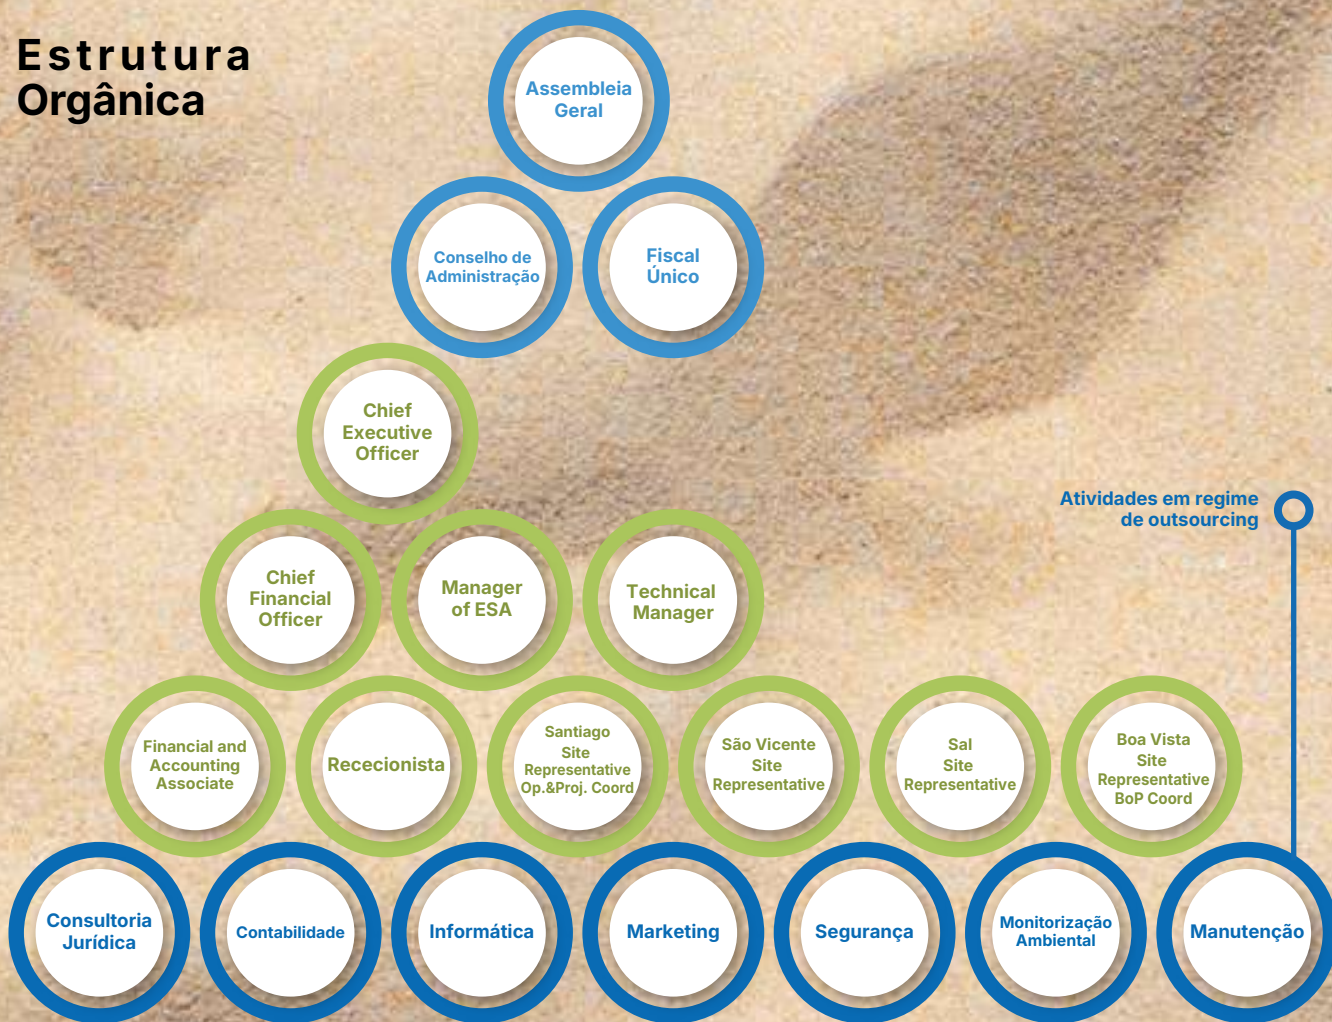 Estrutura
Orgânica
Assembleia
Geral
Conselho de
Administração
Fiscal
Único
Chief
Executive
Officer
Atividades em regime
de outsourcing
Chief
Financial
Officer
Manager
of ESA
Technical
Manager
Financial and
Accounting
Associate
Rececionista
Santiago
Site
Representative
Op.&Proj. Coord
São Vicente
Site
Representative
Sal
Site
Representative
Boa Vista
Site
Representative
BoP Coord
Consultoria
Jurídica
Contabilidade
Informática
Marketing
Segurança
Monitorização
Ambiental
Manutenção